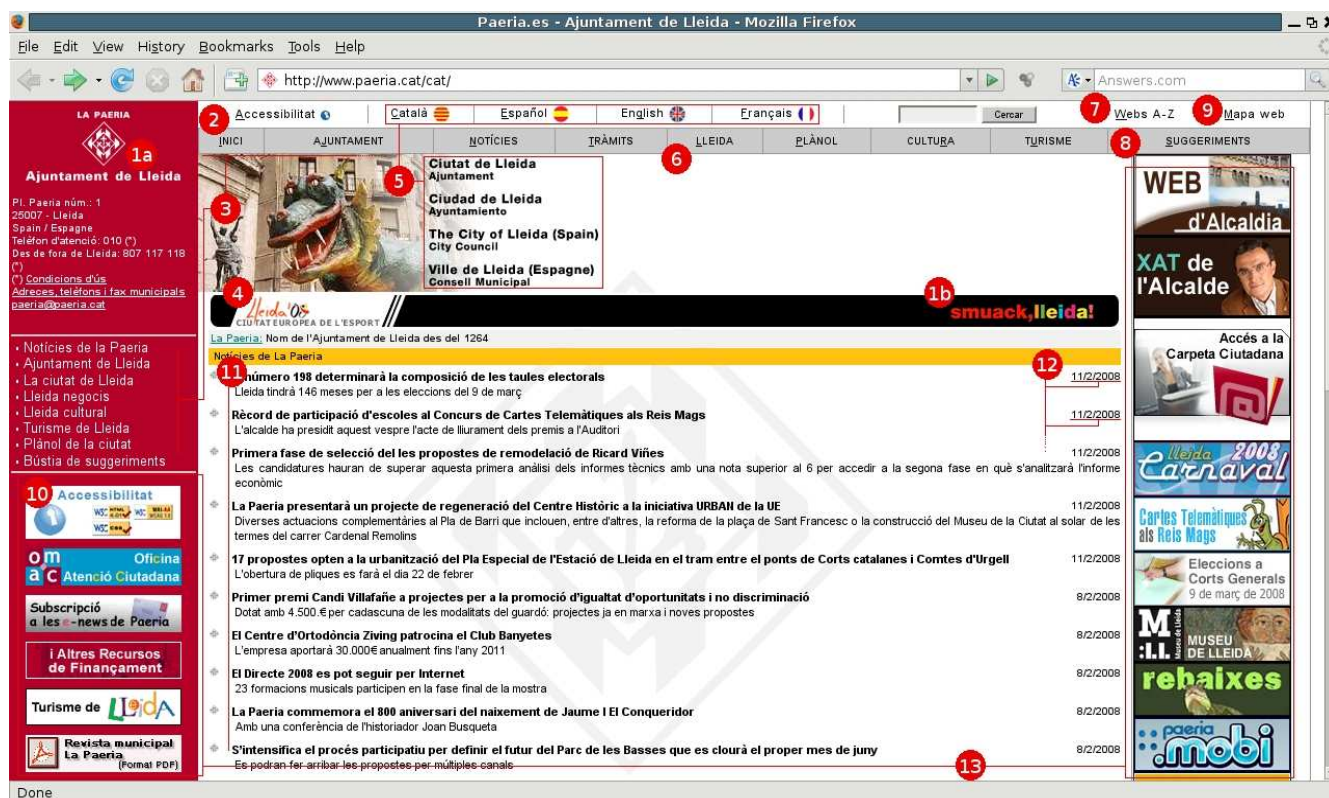 Paeria.es - Ajuntament de Lleida - Mozilla Firefox
File Edit View History Bookmarks Tools Help
http://www.paeria.cat/cat/
Answers.com
LA PAERIA
1a
Ajuntament de Lleida
Pl. Paeria núm.: 1
25007 - Lleida
Spain / Espagne
Telèfon d'atenció: 010 (*)
Des de fora de Lleida: 807 117 118
(*)
(*) Condicions d'ús
Adreces, telèfons i fax municipals
paeria@paeria.cat
Notícies de la Paeria
Ajuntament de Lleida
La ciutat de Lleida
Lleida negocis
Lleida cultural
Turisme de Lleida
Plànol de la ciutat
Bústia de suggeriments
10
Accessibilitat
om ac Oficina
Atenció Ciutadana
Subscripció
a les e-news de Paeria
i Altres Recursos
de Finançament
Turisme de LLeidA
Revista municipal
La Paeria
(Format PDF)
2 Accessibilitat Català Español English Français Cercar 7 Webs A-Z 9 Mapa web
INICI AJUNTAMENT NOTÍCIES TRÀMITS LLEIDA PLÀNOL CULTURA TURISME SUGGERIMENTS
6
8
5
3
Ciutat de Lleida
Ajuntament
Ciudad de Lleida
Ayuntamiento
The City of Lleida (Spain)
City Council
Ville de Lleida (Espagne)
Consell Municipal
4
1b
Lleida'08
CIUTAT EUROPEA DE L'ESPORT
smuack,lleida!
La Paeria: Nom de l'Ajuntament de Lleida des del 1264
Notícies de La Paeria
11
12
número 198 determinarà la composició de les taules electorals 11/2/2008
Lleida tindrà 146 meses per a les eleccions del 9 de març
Rècord de participació d'escoles al Concurs de Cartes Telemàtiques als Reis Mags 11/2/2008
L'alcalde ha presidit aquest vespre l'acte de lliurament dels premis a l'Auditori
Primera fase de selecció del les propostes de remodelació de Ricard Viñes 11/2/2008
Les candidatures hauran de superar aquesta primera anàlisi dels informes tècnics amb una nota superior al 6 per accedir a la segona fase en què s'analitzarà l'informe
econòmic
La Paeria presentarà un projecte de regeneració del Centre Històric a la iniciativa URBAN de la UE 11/2/2008
Diverses actuacions complementàries al Pla de Barri que inclouen, entre d'altres, la reforma de la plaça de Sant Francesc o la construcció del Museu de la Ciutat al solar de les
termes del carrer Cardenal Remolins
17 propostes opten a la urbanització del Pla Especial de l'Estació de Lleida en el tram entre el ponts de Corts catalanes i Comtes d'Urgell 11/2/2008
L'obertura de pliques es farà el dia 22 de febrer
Primer premi Candi Villafañe a projectes per a la promoció d'igualtat d'oportunitats i no discriminació 8/2/2008
Dotat amb 4.500.€ per cadascuna de les modalitats del guardó: projectes ja en marxa i noves propostes
El Centre d'Ortodòncia Ziving patrocina el Club Banyetes 8/2/2008
L'empresa aportarà 30.000€ anualment fins l'any 2011
El Directe 2008 es pot seguir per Internet 8/2/2008
23 formacions musicals participen en la fase final de la mostra
La Paeria commemora el 800 aniversari del naixement de Jaume I El Conqueridor 8/2/2008
Amb una conferència de l'historiador Joan Busqueta
S'intensifica el procés participatiu per definir el futur del Parc de les Basses que es clourà el proper mes de juny 8/2/2008
Es podran fer arribar les propostes per múltiples canals
13
WEB
d'Alcaldia
XAT de
l'Alcalde
Accés a la
Carpeta Ciutadana
Lleida 2008
Carnaval
Cartes Telemàtiques
als Reis Mags
Eleccions a
Corts Generals
9 de març de 2008
M
:LL
Museu de Lleida
MUSEU
DE LLEIDA
rebaixes
paeria
.mobi
Done